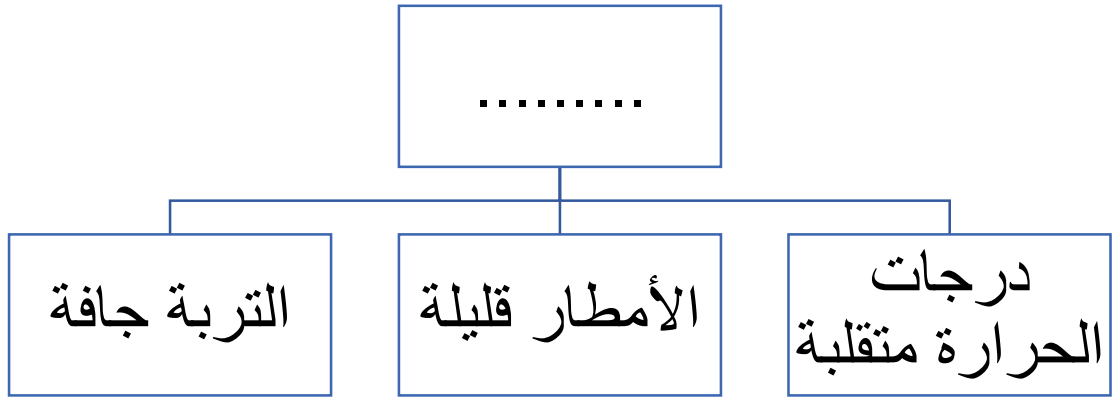 .........
درجات
الحرارة متقلبة
الأمطار قليلة
التربة جافة